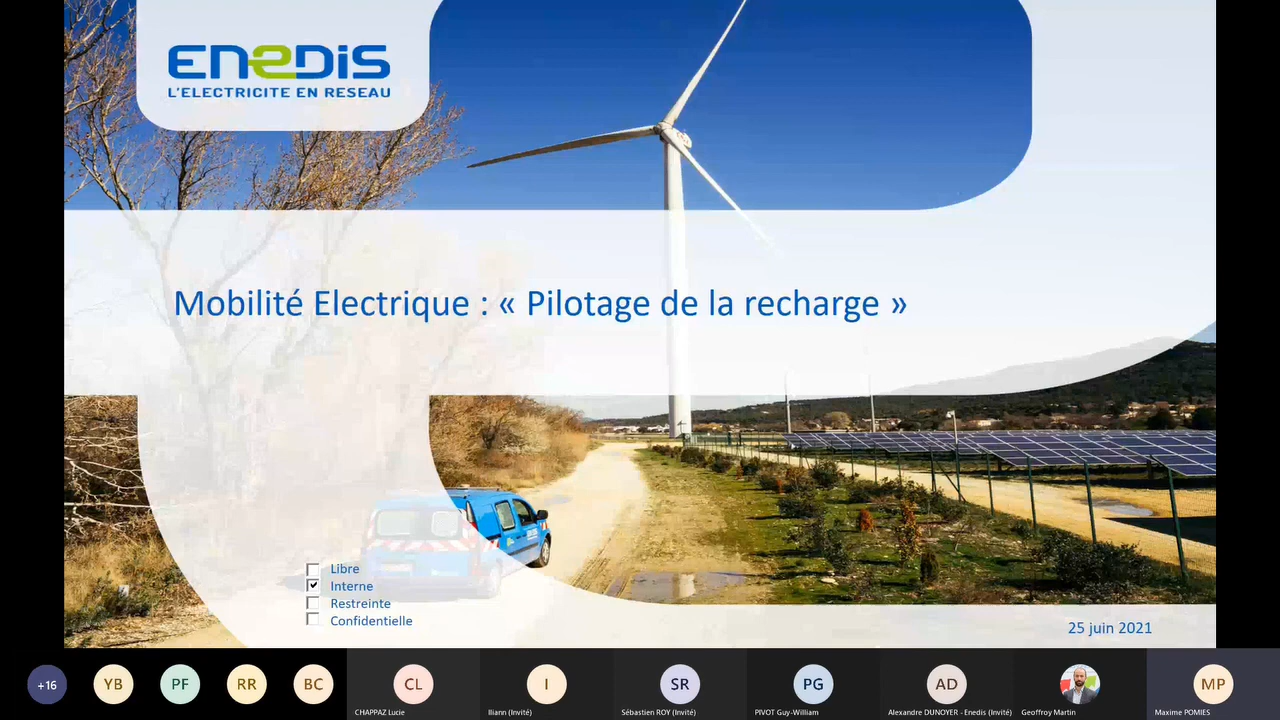 enedis
L'ELECTRICITE EN RESEAU
Mobilité Electrique : « Pilotage de la recharge »
Libre
Interne
Restreinte
Confidentielle
25 juin 2021
+16
YB
PF
RR
BC
CL
I
SR
PG
AD
MP
CHAPPAZ Lucie
Iliann (Invité)
Sébastien ROY (Invité)
PIVOT Guy-William
Alexandre DUNOYER - Enedis (Invité)
Geoffroy Martin
Maxime POMIES